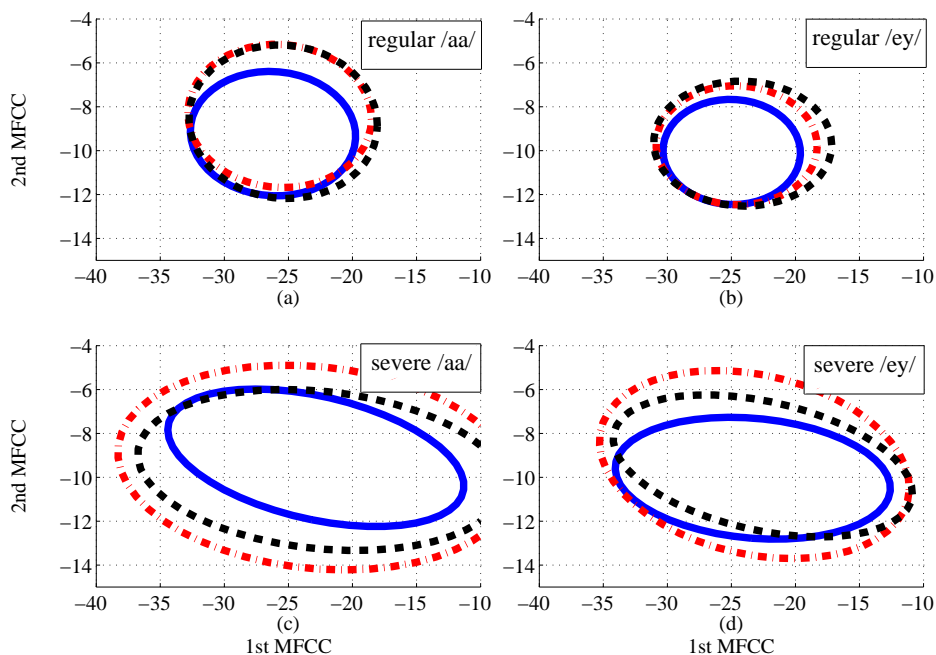 −4
−6
−8
−10
−12
−14
2nd MFCC
regular /aa/
−40 −35 −30 −25 −20 −15 −10
(a)
−4
−6
−8
−10
−12
−14
regular /ey/
−40 −35 −30 −25 −20 −15 −10
(b)
−4
−6
−8
−10
−12
−14
2nd MFCC
severe /aa/
−40 −35 −30 −25 −20 −15 −10
(c)
1st MFCC
−4
−6
−8
−10
−12
−14
severe /ey/
−40 −35 −30 −25 −20 −15 −10
(d)
1st MFCC